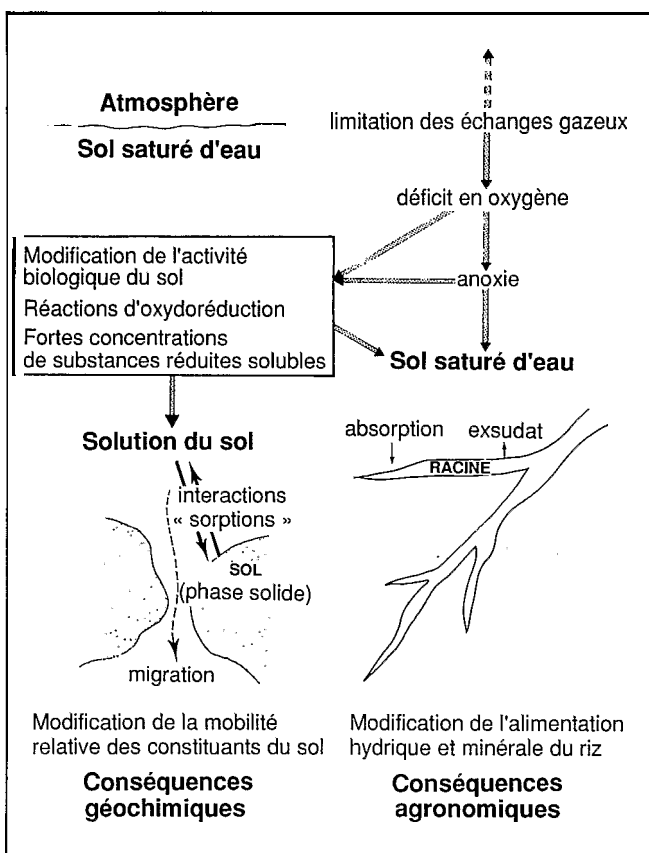 Atmosphère
Sol saturé d'eau
limitation des échanges gazeux
déficit en oxygène
anoxie
Modification de l'activité
biologique du sol
Réactions d'oxydoréduction
Fortes concentrations
de substances réduites solubles
Sol saturé d'eau
Solution du sol
interactions
« sorptions »
SOL
(phase solide)
migration
absorption
exsudat
RACINE
Modification de la mobilité
relative des constituants du sol
Conséquences
géochimiques
Modification de l'alimentation
hydrique et minérale du riz
Conséquences
agronomiques